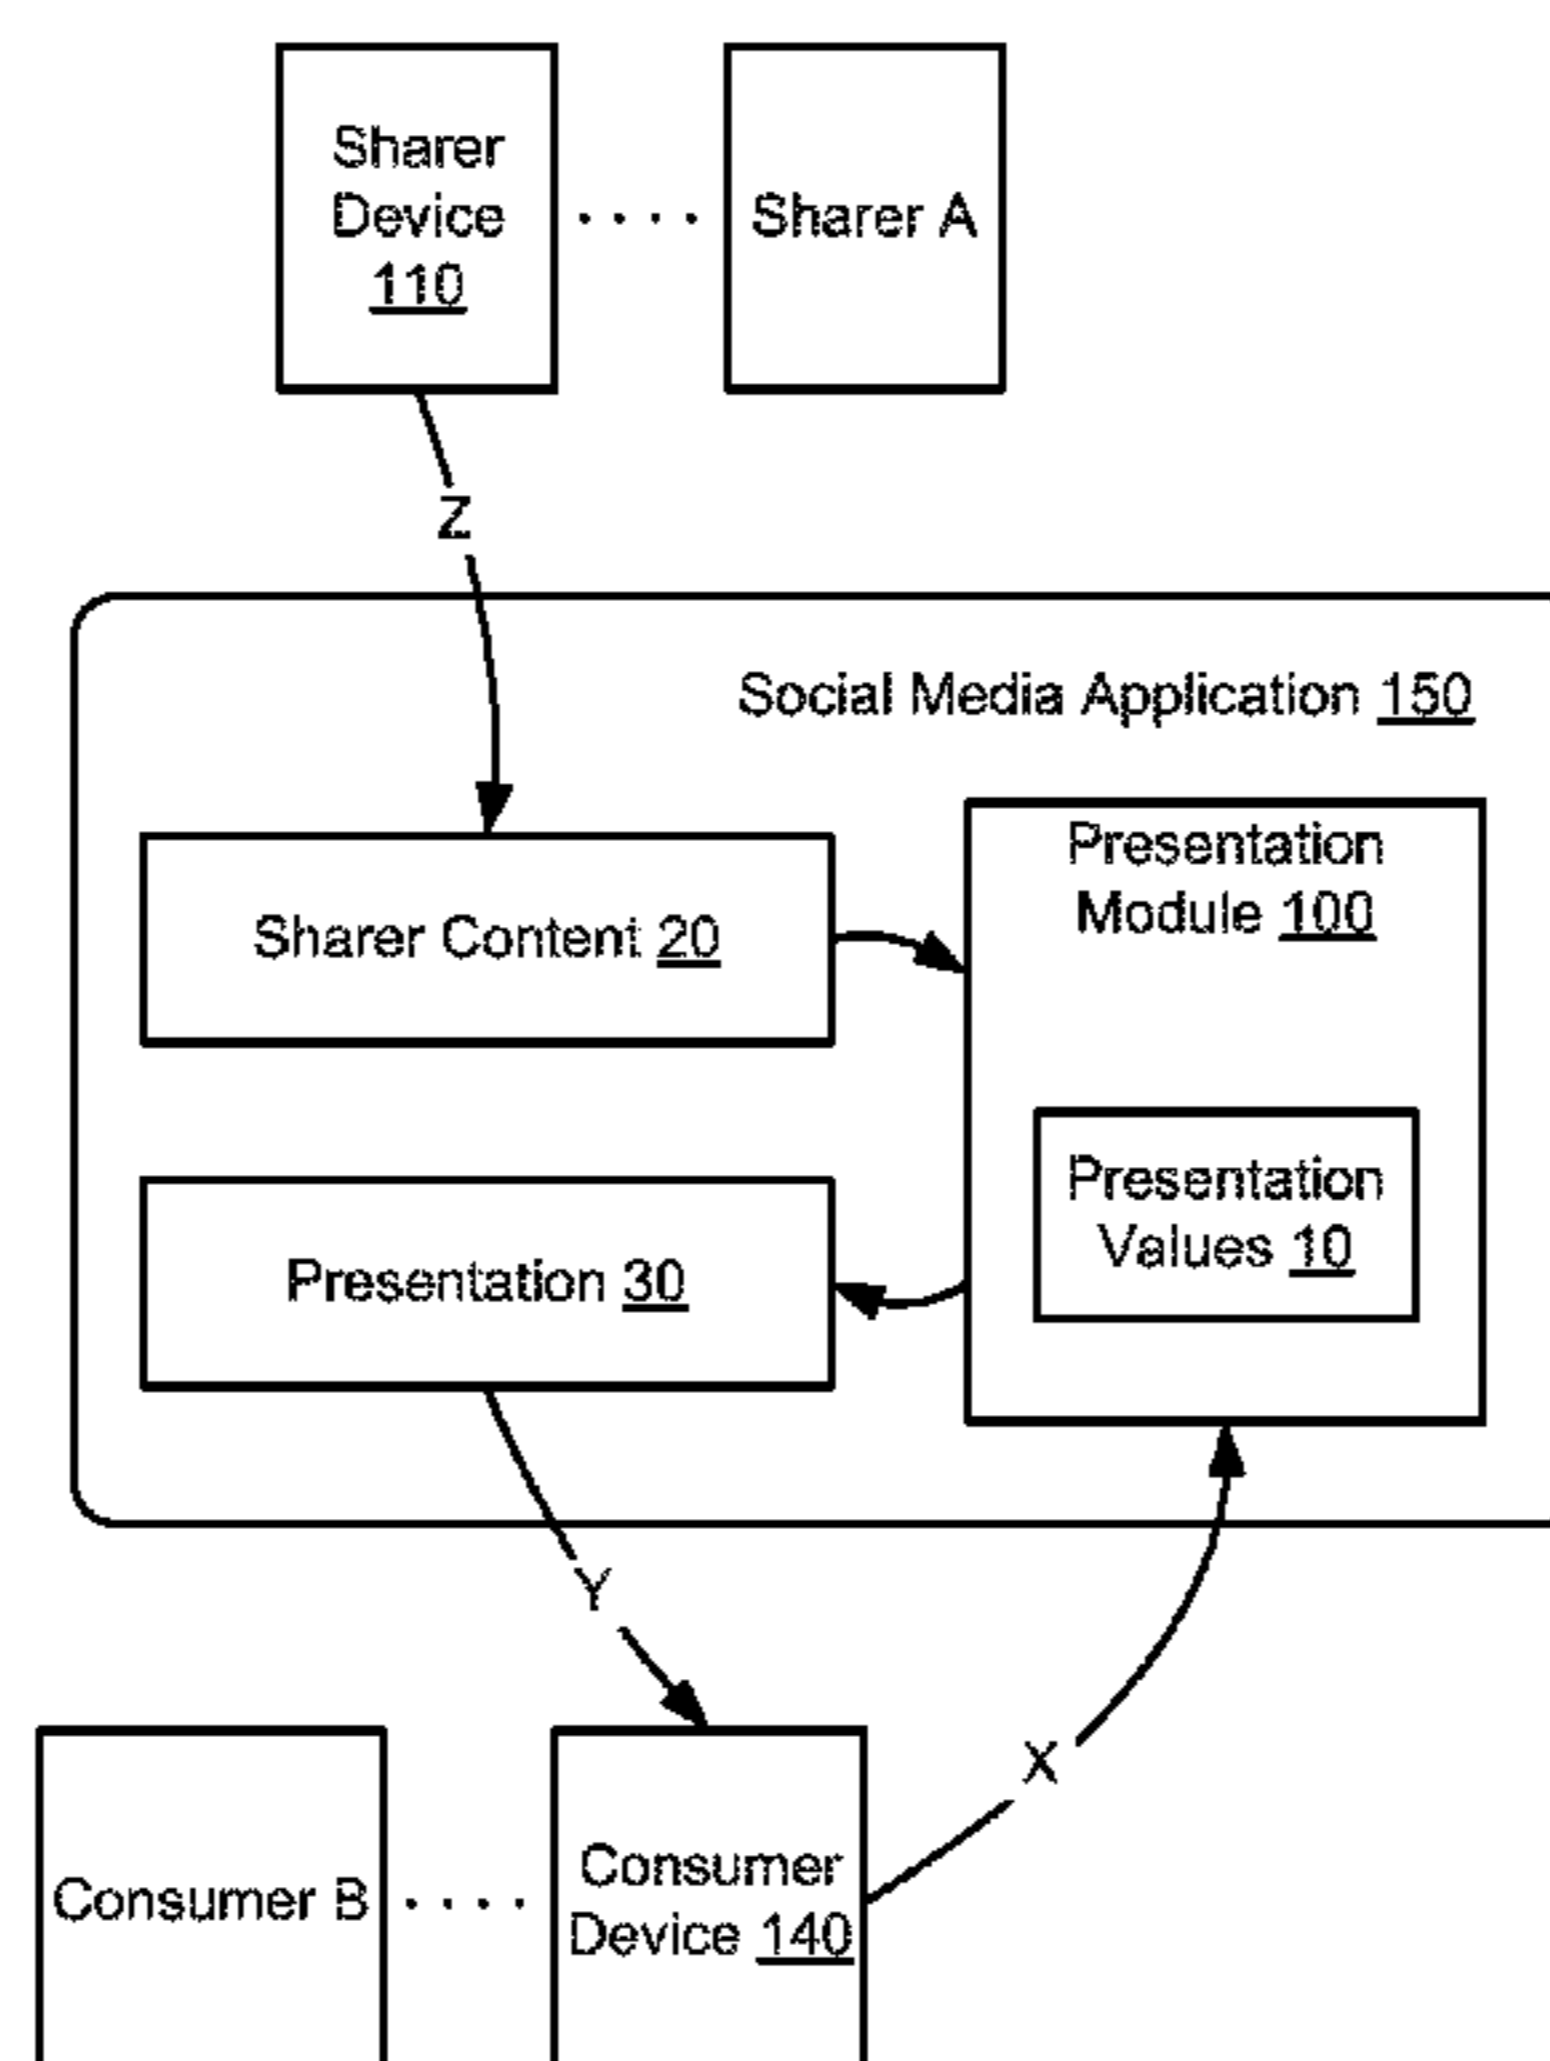 Sharer
Device
110
Sharer A
Z
Social Media Application 150
Presentation
Module 100
Sharer Content 20
Presentation
Values 10
Presentation 30
Y
X
Consumer B
Consumer
Device 140